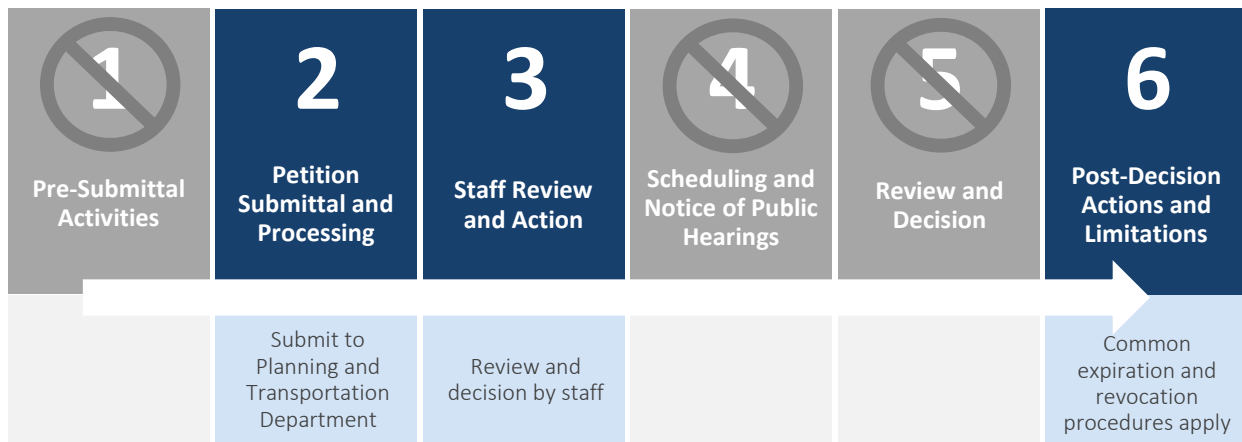 1
Pre-Submittal
Activities
2
Petition
Submittal and
Processing
Submit to
Planning and
Transportation
Department
3
Staff Review
and Action
Review and
decision by staff
4
Scheduling and
Notice of Public
Hearings
5
Review and
Decision
6
Post-Decision
Actions and
Limitations
Common
expiration and
revocation
procedures apply